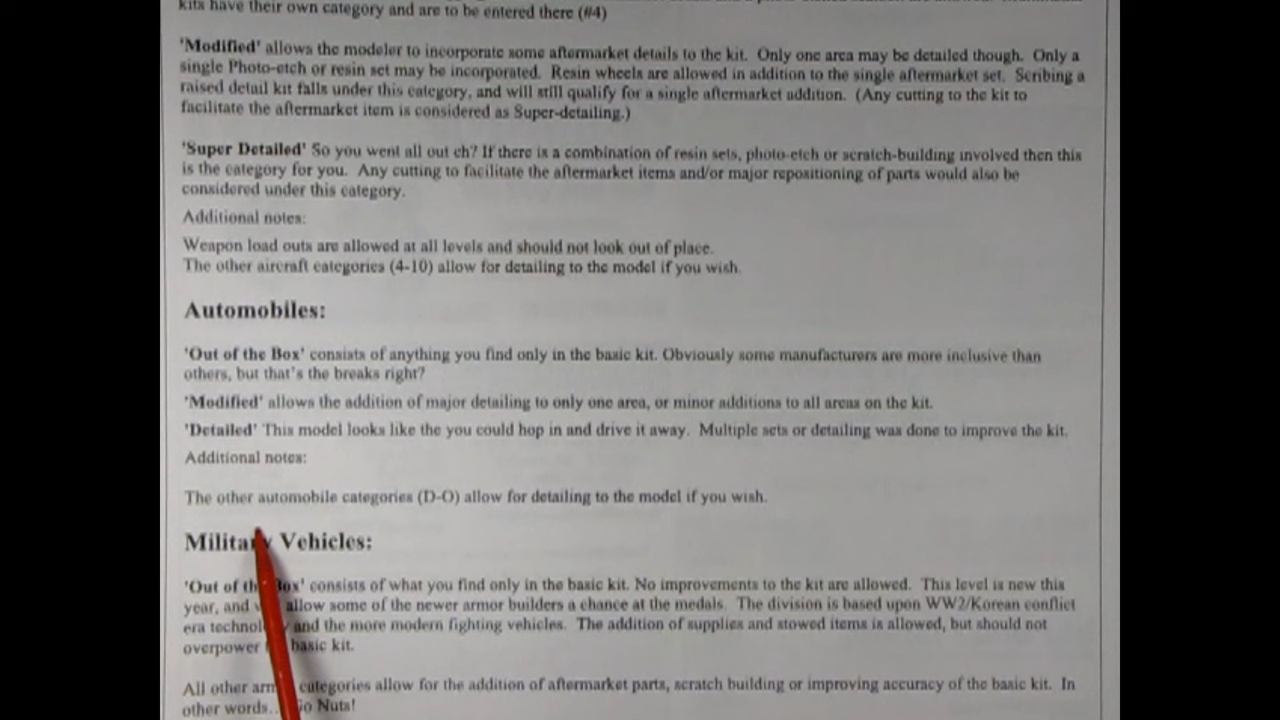 kits have their own category and are to be entered there (#4)
'Modified' allows the modeler to incorporate some aftermarket details to the kit. Only one area may be detailed though. Only a
single Photo-etch or resin set may be incorporated. Resin wheels are allowed in addition to the single aftermarket set. Scribing a
raised detail kit falls under this category, and will still qualify for a single aftermarket addition. (Any cutting to the kit to
facilitate the aftermarket item is considered as Super-detailing.)
'Super Detailed' So you went all out eh? If there is a combination of resin sets, photo-etch or scratch-building involved then this
is the category for you. Any cutting to facilitate the aftermarket items and/or major repositioning of parts would also be
considered under this category.
Additional notes:
Weapon load outs are allowed at all levels and should not look out of place.
The other aircraft categories (4-10) allow for detailing to the model if you wish.
Automobiles:
'Out of the Box' consists of anything you find only in the basic kit. Obviously some manufacturers are more inclusive than
others, but that's the breaks right?
'Modified' allows the addition of major detailing to only one area, or minor additions to all areas on the kit.
'Detailed' This model looks like the you could hop in and drive it away. Multiple sets or detailing was done to improve the kit.
Additional notes:
The other automobile categories (D-O) allow for detailing to the model if you wish.
Military Vehicles:
'Out of the Box' consists of what you find only in the basic kit. No improvements to the kit are allowed. This level is new this
year, and allow some of the newer armor builders a chance at the medals. The division is based upon WW2/Korean conflict
era technology and the more modern fighting vehicles. The addition of supplies and stowed items is allowed, but should not
overpower basic kit.
All other categories allow for the addition of aftermarket parts, scratch building or improving accuracy of the basic kit. In
other words... Go Nuts!